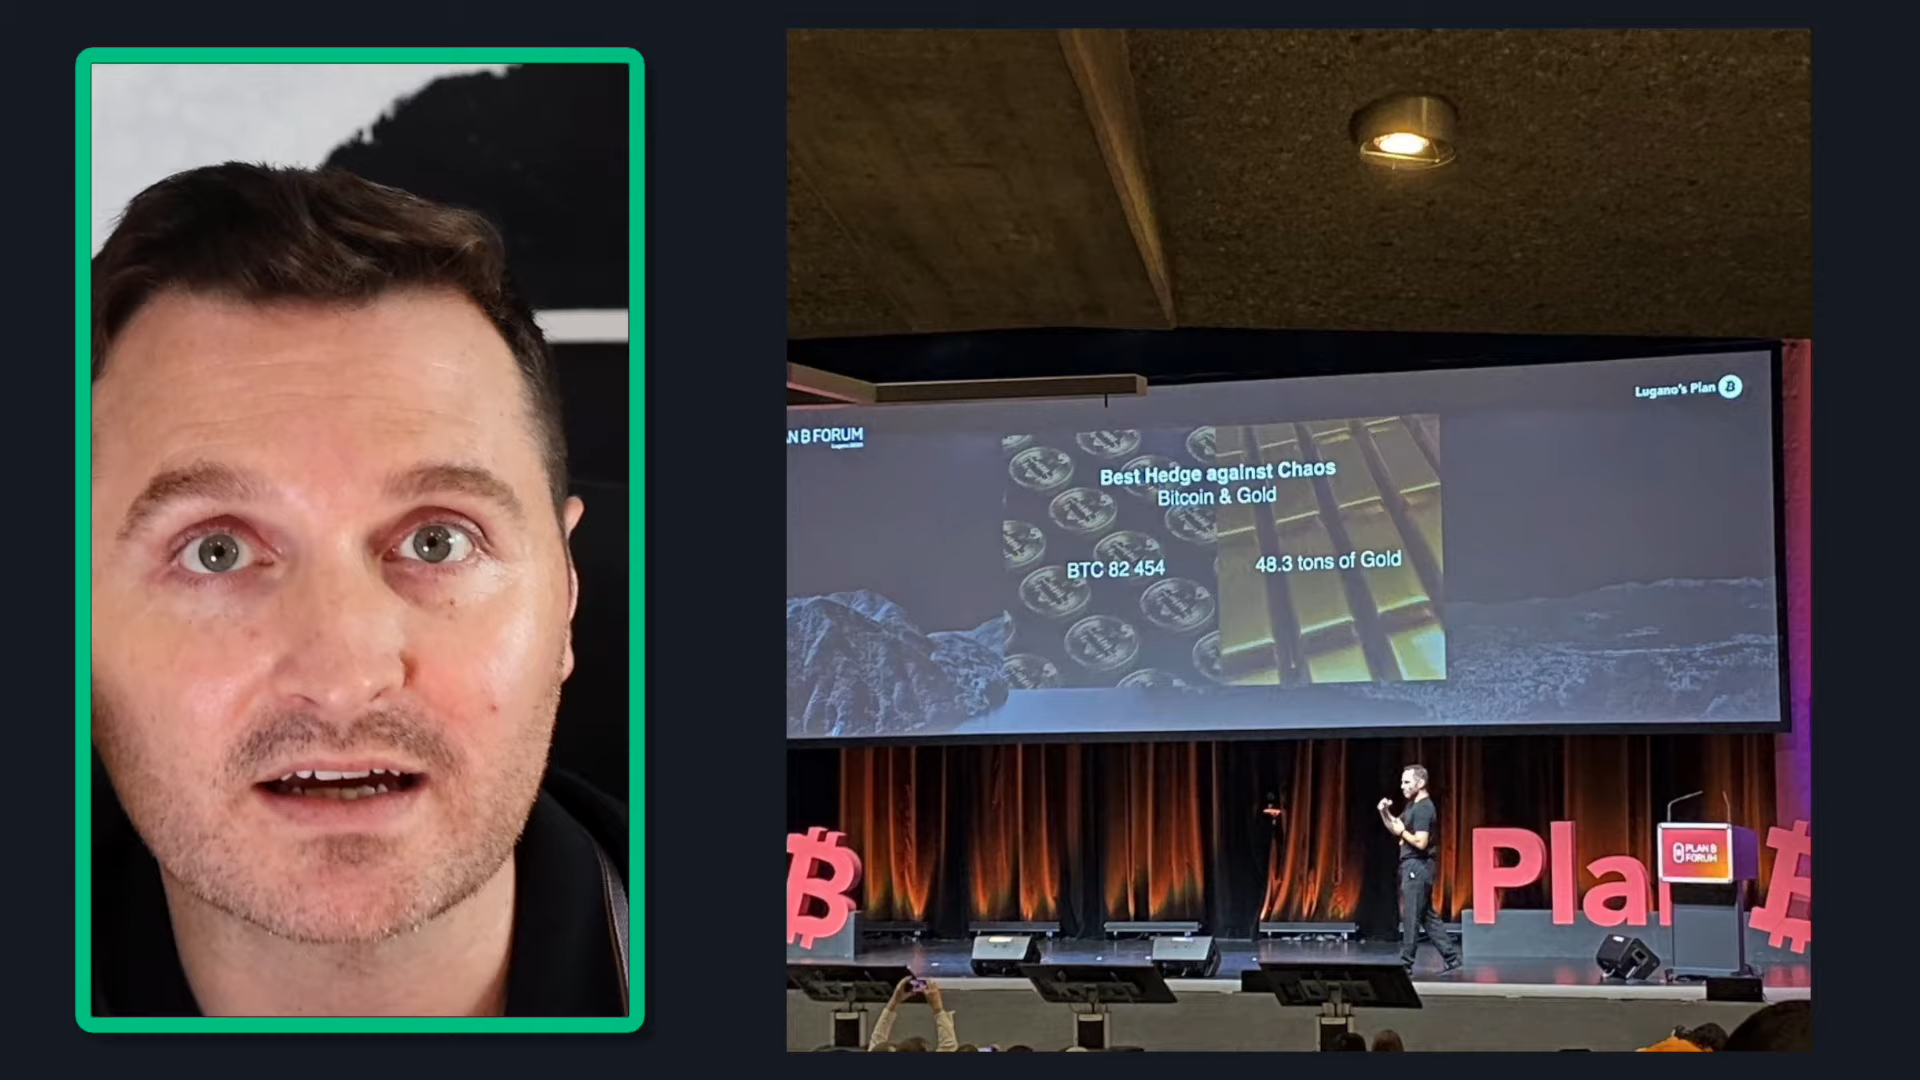 Lugano's Plan ₿
N B FORUM
Best Hedge against Chaos
Bitcoin & Gold
BTC 82 454
48.3 tons of Gold
₿
Pla
PLAN B
FORUM
₿